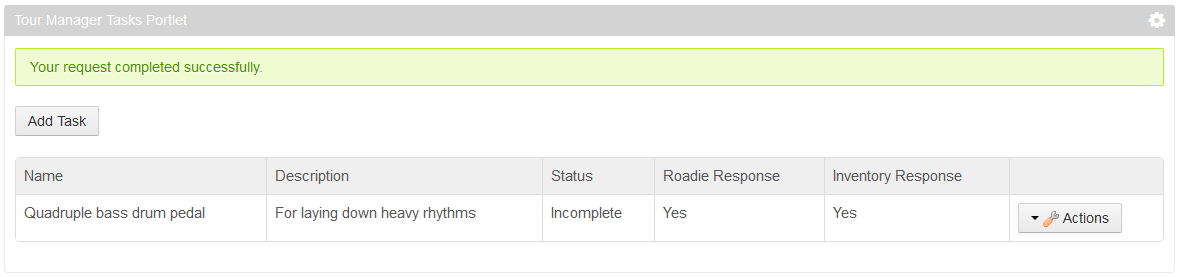 Tour Manager Tasks Portlet
Your request completed successfully.
Add Task
Name Description Status Roadie Response Inventory Response
Quadruple bass drum pedal For laying down heavy rhythms Incomplete Yes Yes Actions